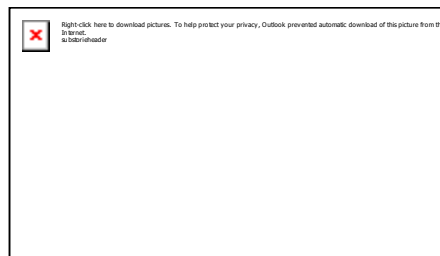 Right-click here to download pictures. To help protect your privacy, Outlook prevented automatic download of this picture from th
Internet.
substorieheader